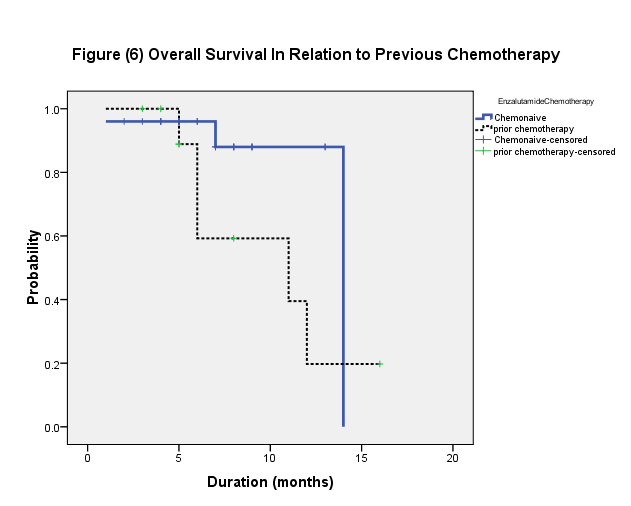 Figure (6) Overall Survival In Relation to Previous Chemotherapy
EnzalutamideChemotherapy
Chemonaive
prior chemotherapy
Chemonaive-censored
prior chemotherapy-censored
Probability
1.0
0.8
0.6
0.4
0.2
0.0
0 5 10 15 20
Duration (months)